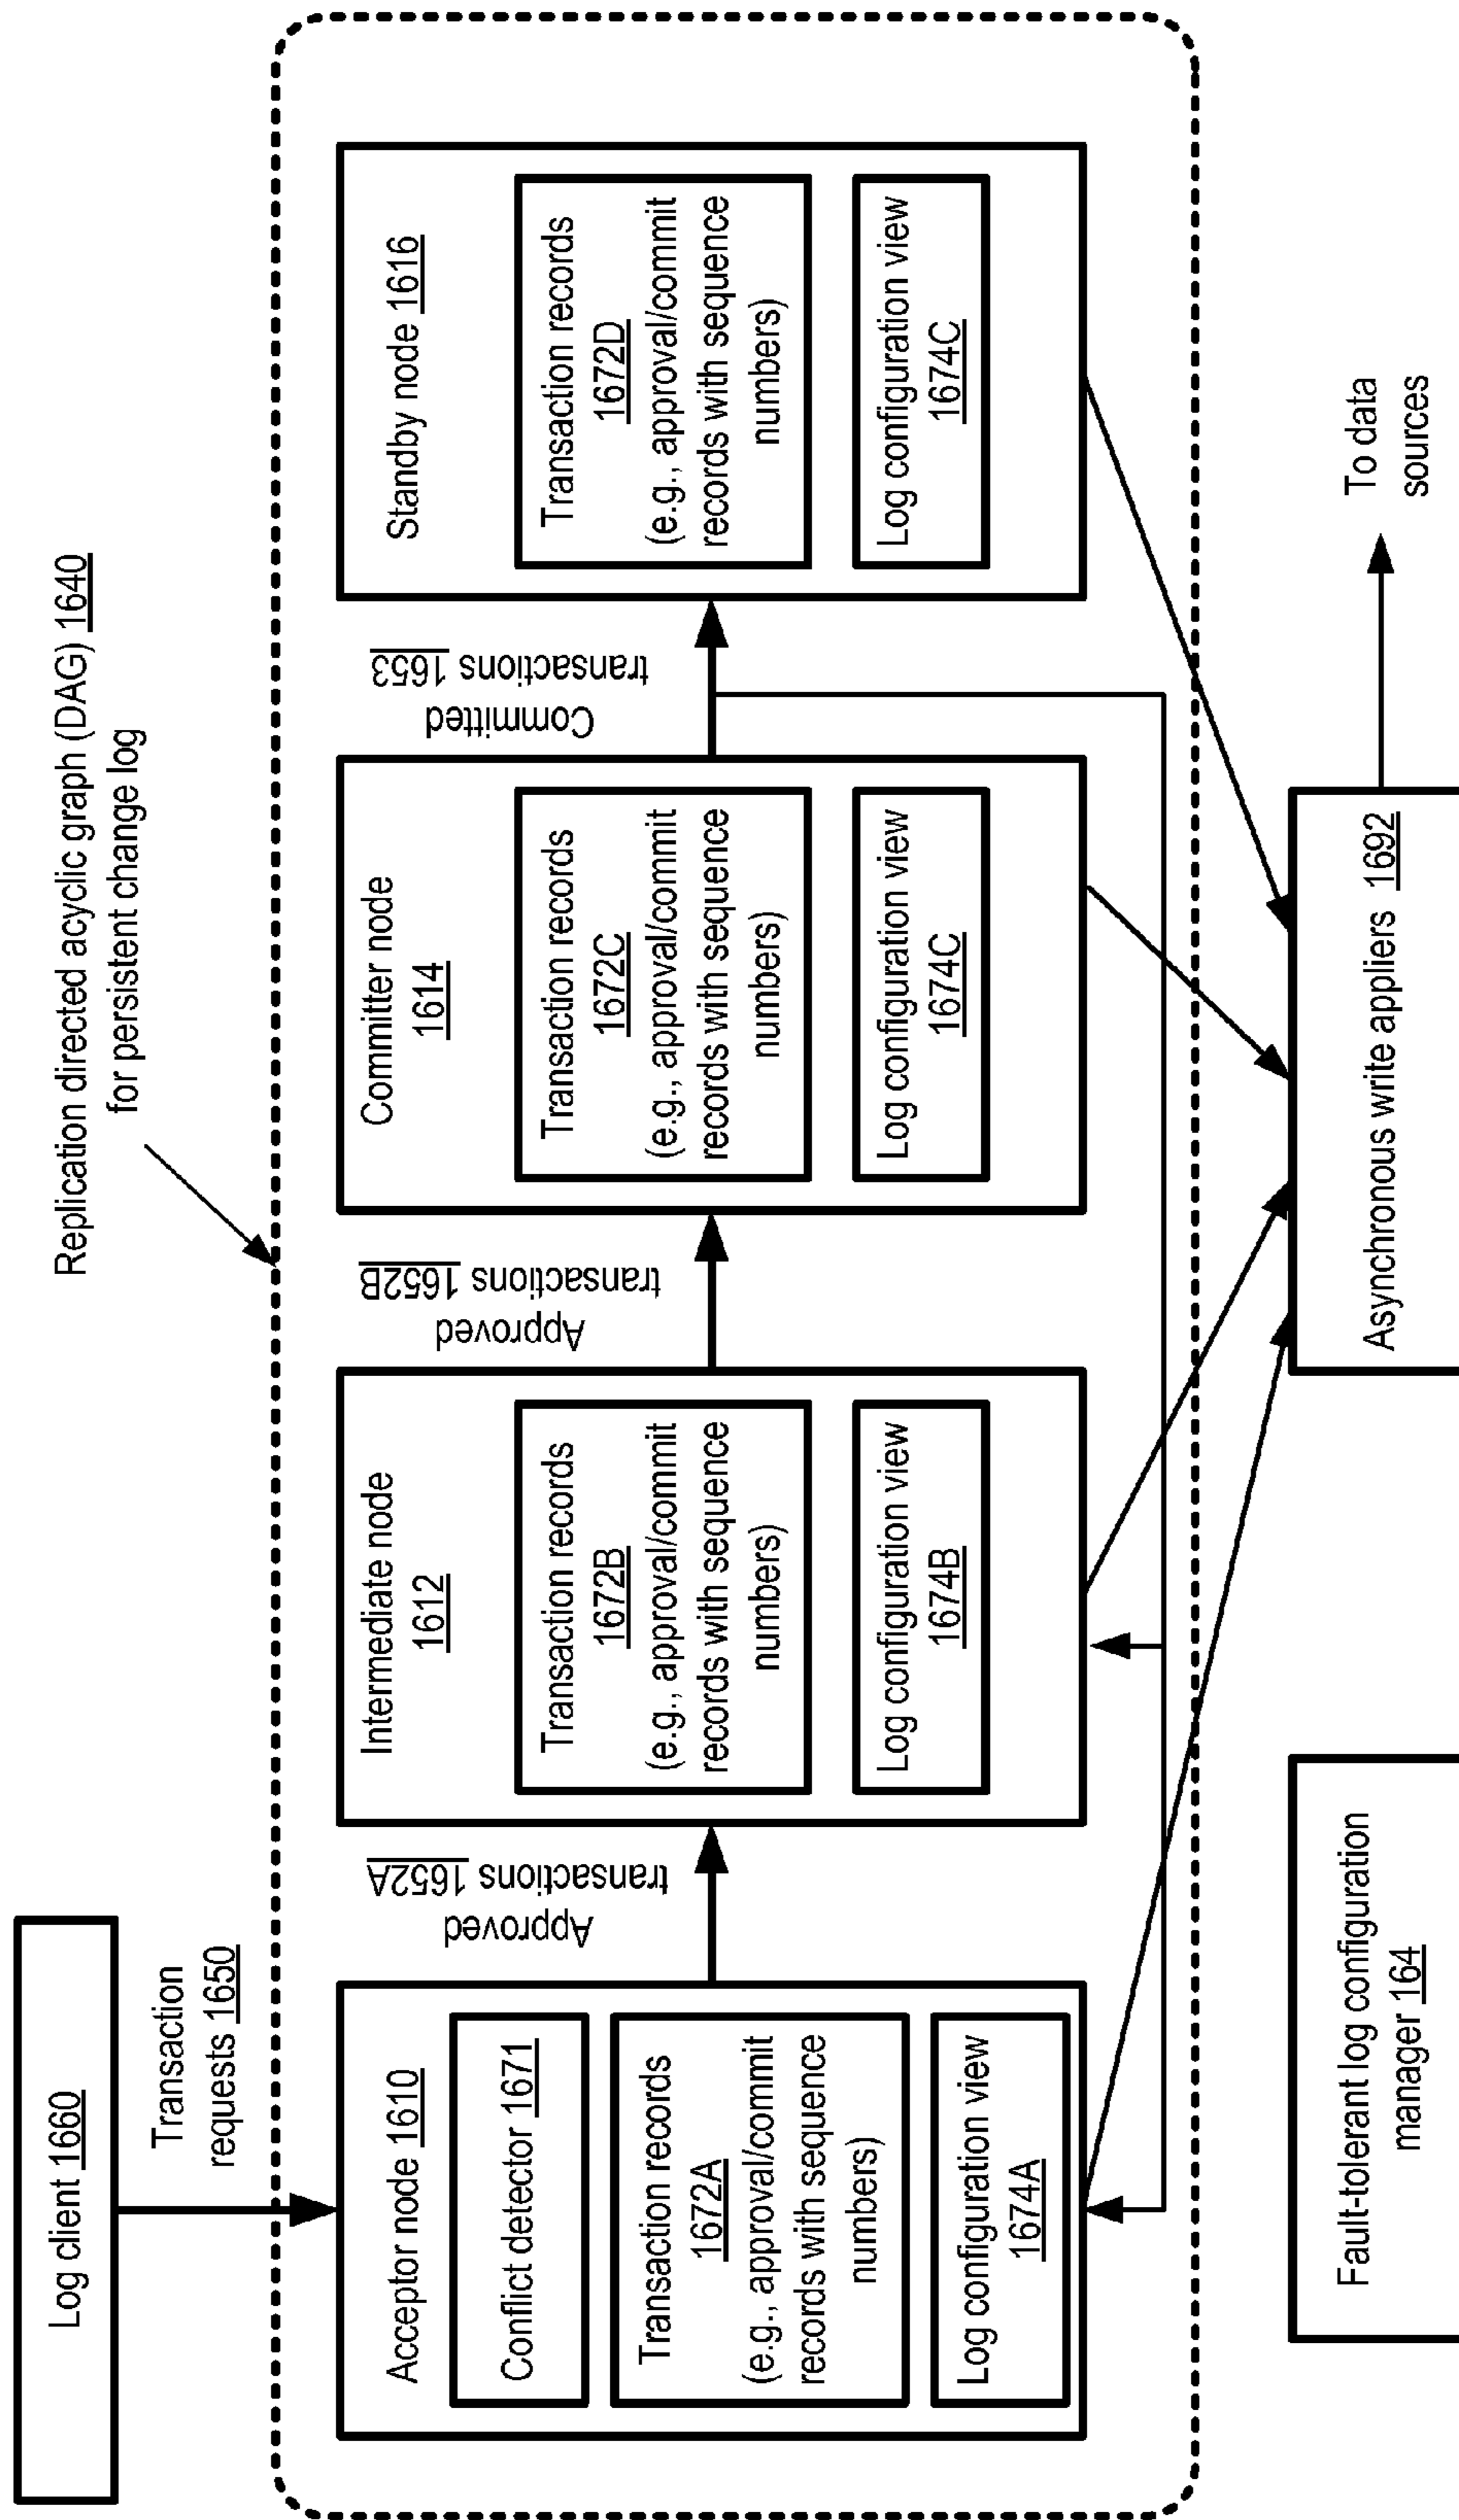 Log client 1660
Transaction
requests 1650
Replication directed acyclic graph (DAG) 1640
for persistent change log
Acceptor node 1610
Conflict detector 1671
Transaction records
1672A
(e.g., approval/commit
records with sequence
numbers)
Log configuration view
1674A
Approved
transactions 1652A
Intermediate node
1612
Transaction records
1672B
(e.g., approval/commit
records with sequence
numbers)
Log configuration view
1674B
Approved
transactions 1652B
Committer node
1614
Transaction records
1672C
(e.g., approval/commit
records with sequence
numbers)
Log configuration view
1674C
Committed
transactions 1653
Standby node 1616
Transaction records
1672D
(e.g., approval/commit
records with sequence
numbers)
Log configuration view
1674C
Fault-tolerant log configuration
manager 164
Asynchronous write appliers 1692
To data
sources